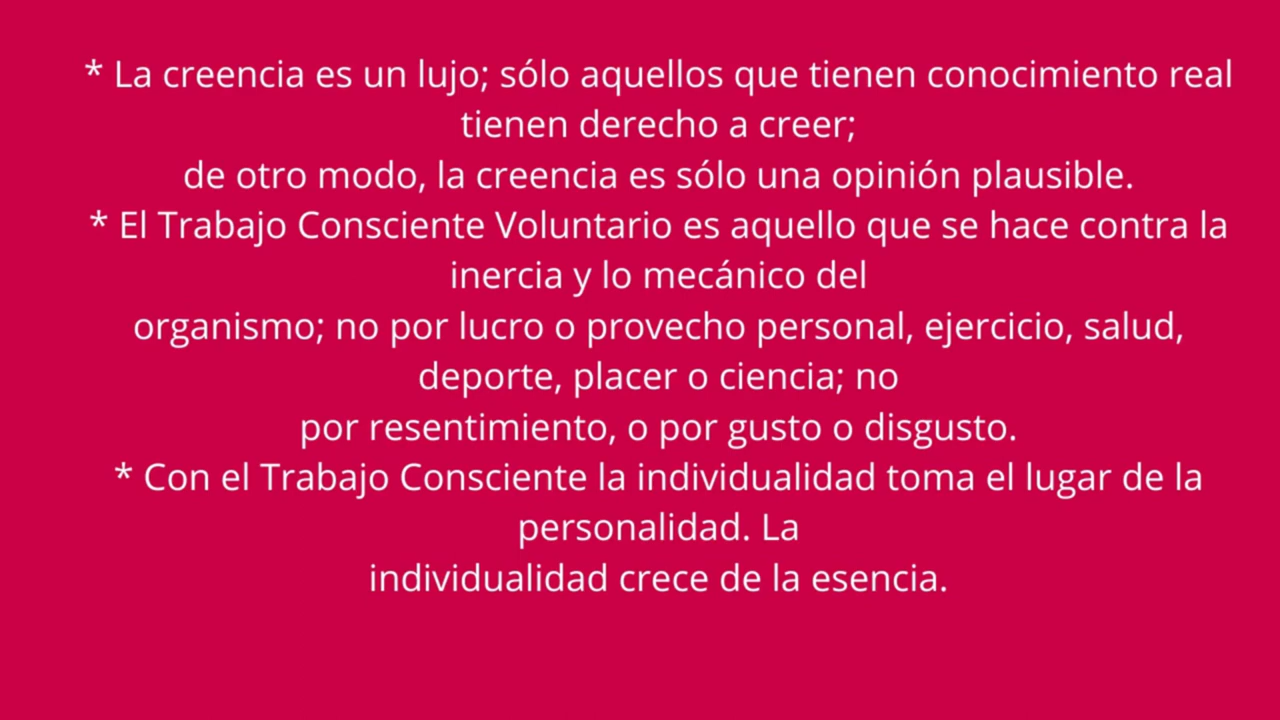 * La creencia es un lujo; sólo aquellos que tienen conocimiento real
tienen derecho a creer;
de otro modo, la creencia es sólo una opinión plausible.
* El Trabajo Consciente Voluntario es aquello que se hace contra la
inercia y lo mecánico del
organismo; no por lucro o provecho personal, ejercicio, salud,
deporte, placer o ciencia; no
por resentimiento, o por gusto o disgusto.
* Con el Trabajo Consciente la individualidad toma el lugar de la
personalidad. La
individualidad crece de la esencia.